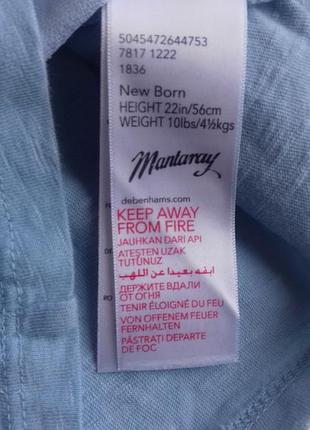 5045472644753
7817 1222
1836
New Born
HEIGHT 22in/56cm
WEIGHT 10lbs/4½kgs
Mantaray
debenhams.com
KEEP AWAY
FROM FIRE
JAUHKAN DARI API
ATESTEN UZAK
TUTUNUZ
ابقه بعيدا عن اللهب
ДЕРЖИТЕ ВДАЛИ
ОТ ОГНЯ
TENIR ÉLOIGNÉ DU FEU
VON OFFENEM FEUER
FERNHALTEN
PĂSTRAȚI DEPARTE
DE FOC